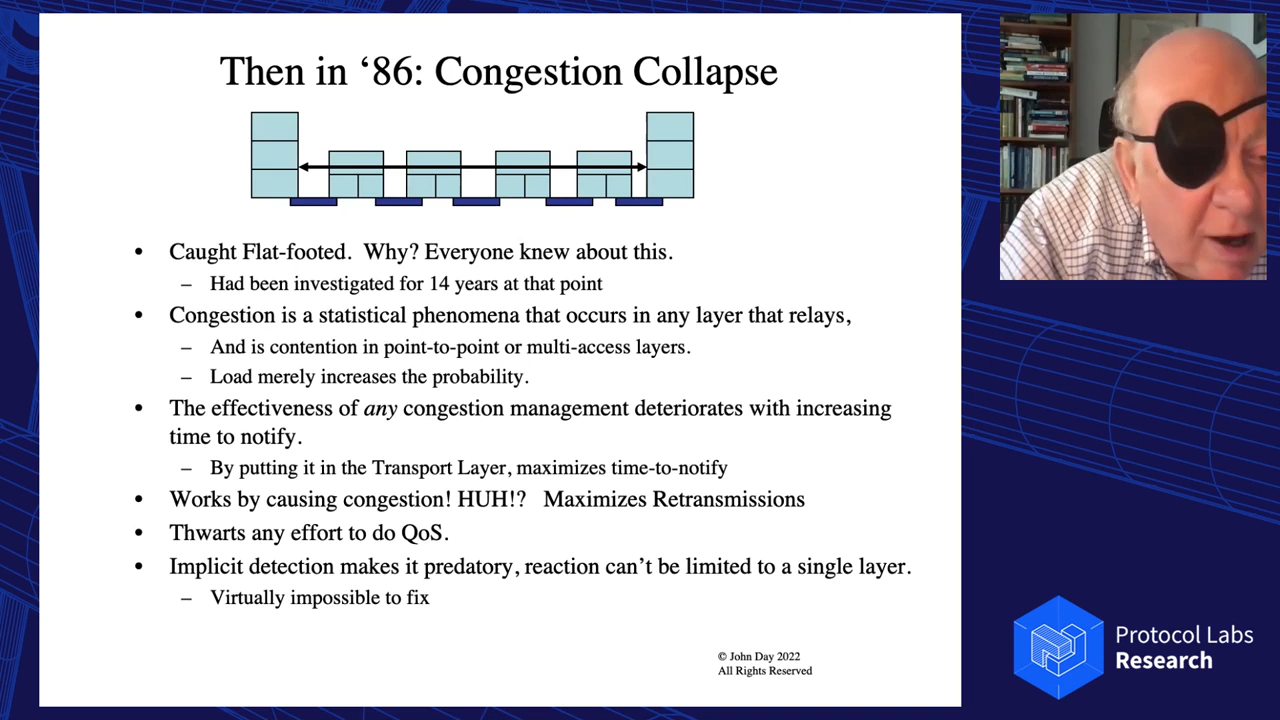 Then in ‘86: Congestion Collapse
• Caught Flat-footed. Why? Everyone knew about this.
– Had been investigated for 14 years at that point
• Congestion is a statistical phenomena that occurs in any layer that relays,
– And is contention in point-to-point or multi-access layers.
– Load merely increases the probability.
• The effectiveness of any congestion management deteriorates with increasing
time to notify.
– By putting it in the Transport Layer, maximizes time-to-notify
• Works by causing congestion! HUH!? Maximizes Retransmissions
• Thwarts any effort to do QoS.
• Implicit detection makes it predatory, reaction can’t be limited to a single layer.
– Virtually impossible to fix
© John Day 2022
All Rights Reserved
Protocol Labs
Research